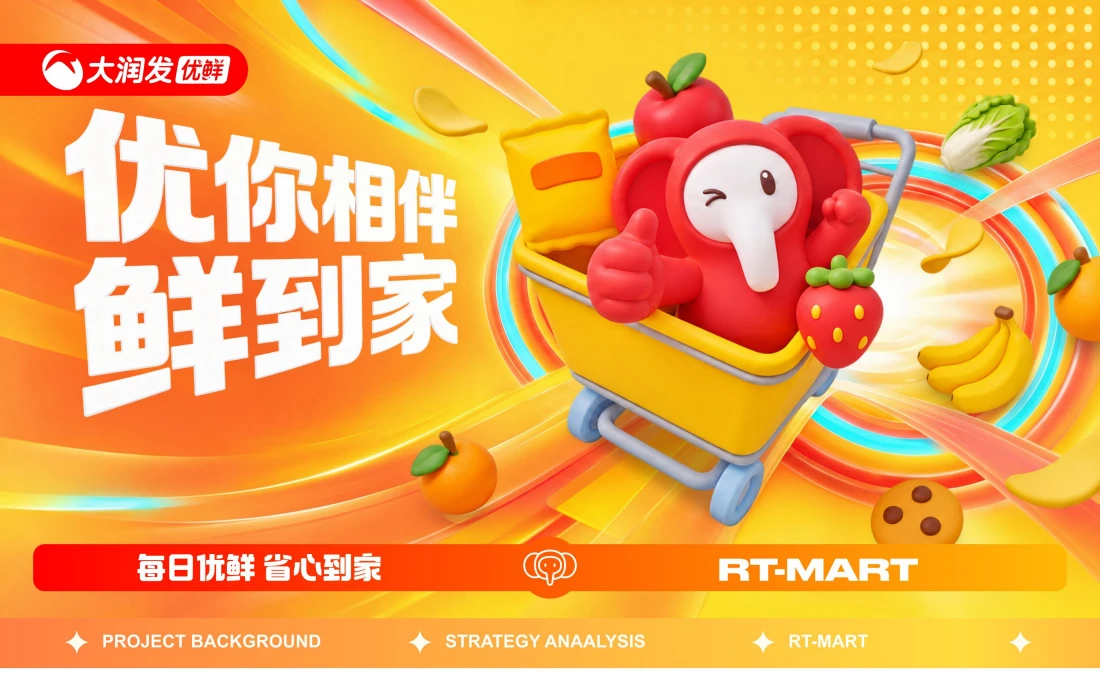 大润发 优鲜
优你相伴
鲜到家
每日优鲜 省心到家
RT-MART
PROJECT BACKGROUND
STRATEGY ANAALYSIS
RT-MART